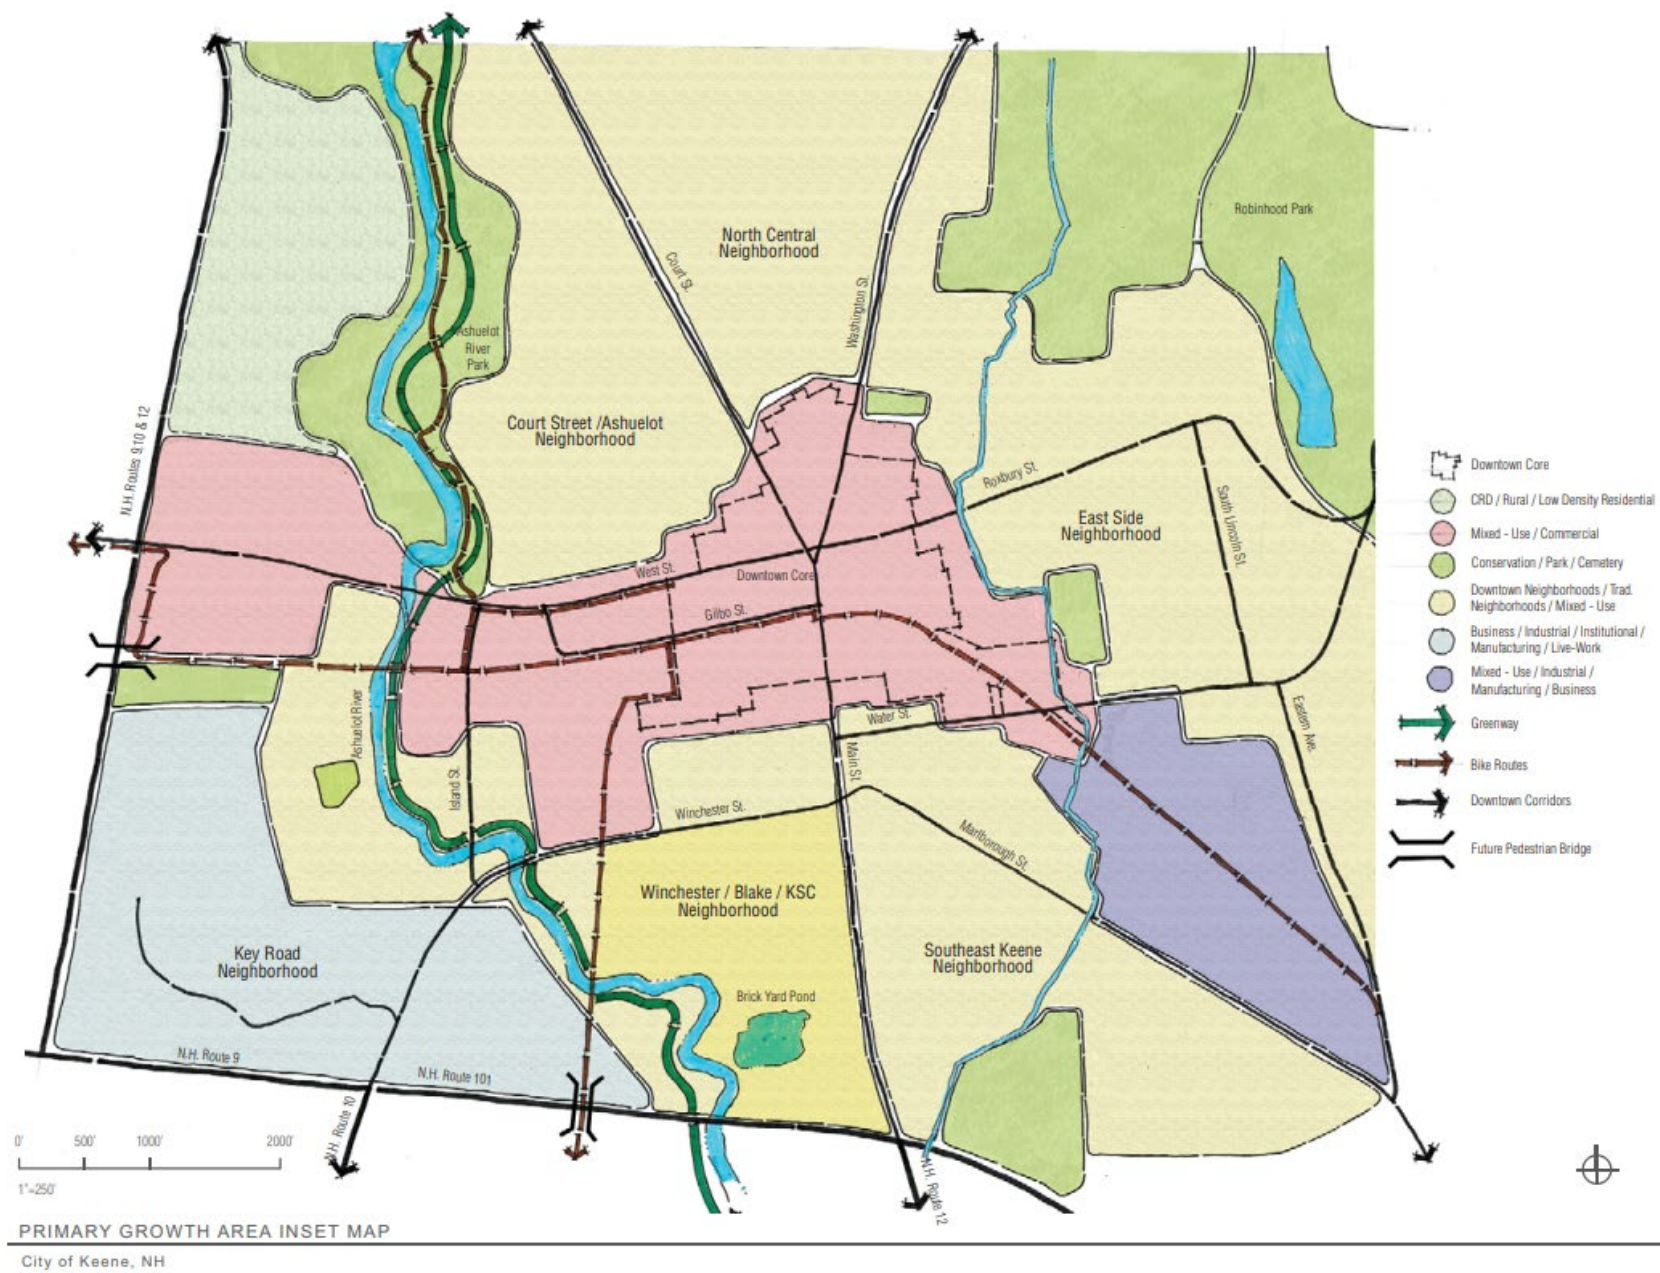 Robinhood Park
North Central
Neighborhood
Court St.
Washington St.
Ashuelot
River
Park
Court Street /Ashuelot
Neighborhood
N.H. Routes 9,10 & 12
Roxbury St.
South Lincoln St.
East Side
Neighborhood
West St.
Downtown Core
Gilbo St.
Ashuelot River
Island St.
Water St.
Main St.
Eastern Ave.
Winchester St.
Marlborough St.
Winchester / Blake / KSC
Neighborhood
Key Road
Neighborhood
Southeast Keene
Neighborhood
Brick Yard Pond
N.H. Route 9
N.H. Route 101
N.H. Route 10
N.H. Route 12
Downtown Core
CRD / Rural / Low Density Residential
Mixed - Use / Commercial
Conservation / Park / Cemetery
Downtown Neighborhoods / Trad.
Neighborhoods / Mixed - Use
Business / Industrial / Institutional /
Manufacturing / Live-Work
Mixed - Use / Industrial /
Manufacturing / Business
Greenway
Bike Routes
Downtown Corridors
Future Pedestrian Bridge
0' 500' 1000' 2000'
1"=250'
PRIMARY GROWTH AREA INSET MAP
City of Keene, NH